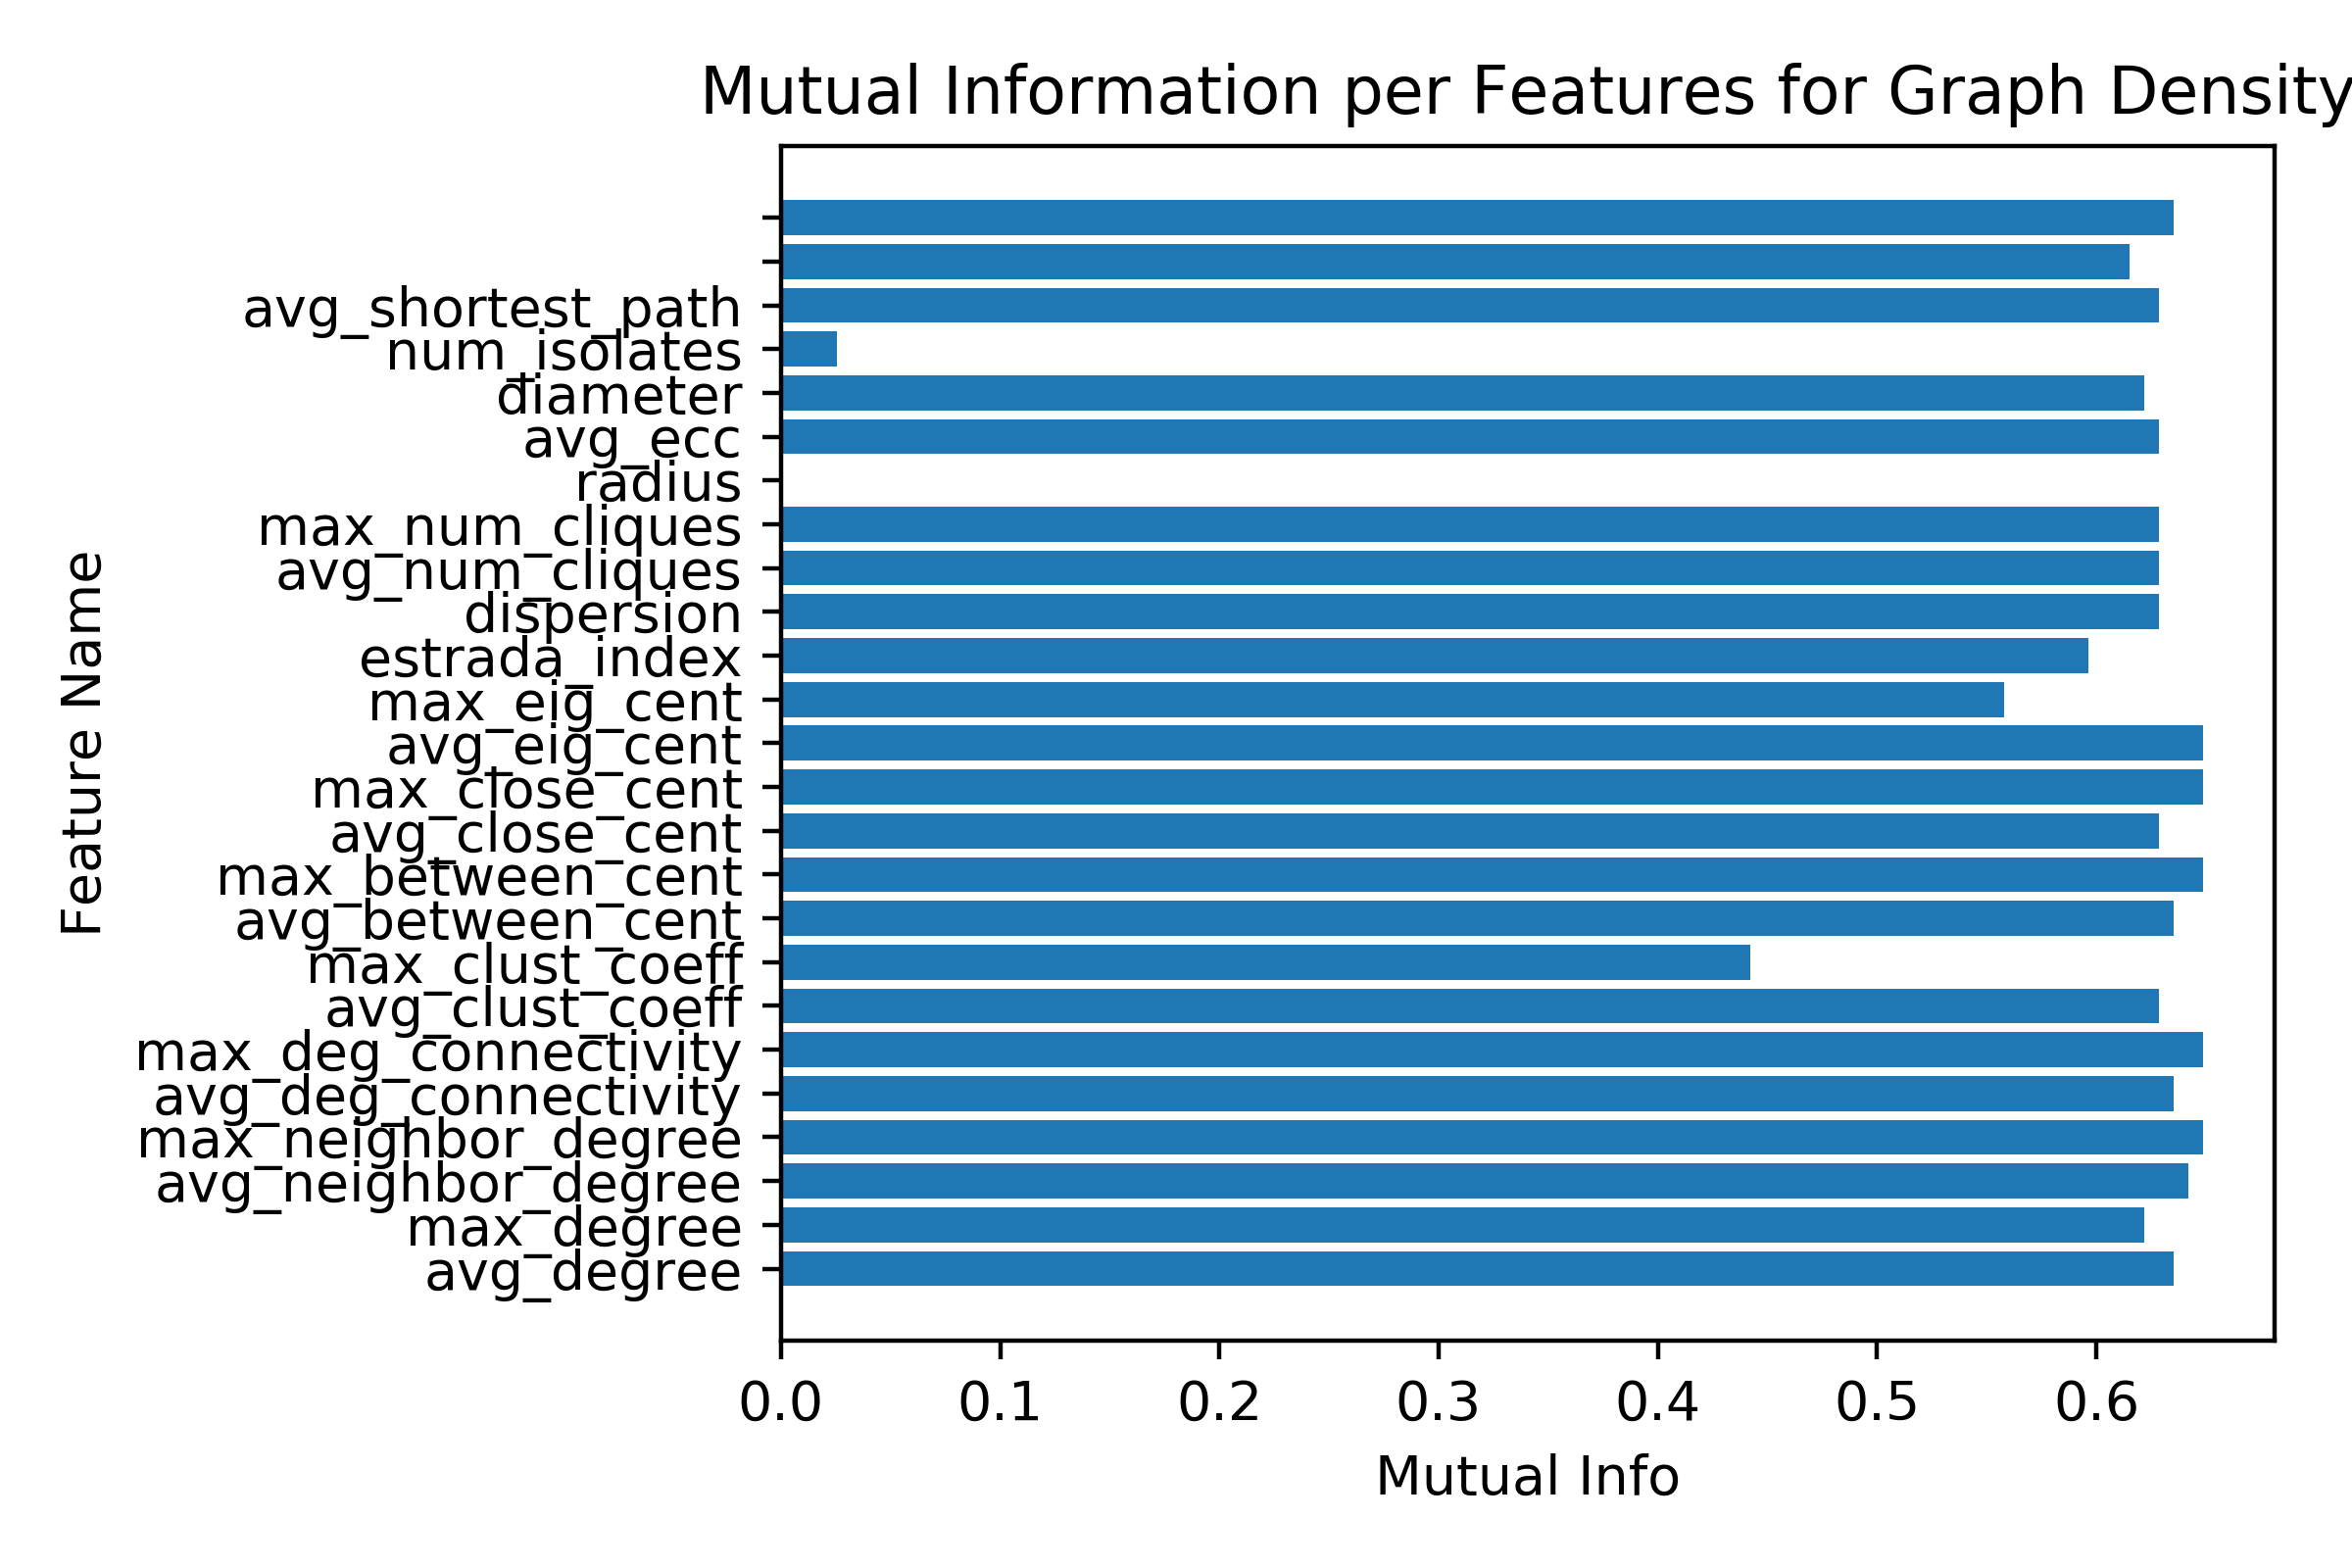 Mutual Information per Features for Graph Density
avg_shortest_path
num_isolates
diameter
avg_ecc
radius
max_num_cliques
avg_num_cliques
dispersion
estrada_index
max_eig_cent
avg_eig_cent
max_close_cent
avg_close_cent
max_between_cent
avg_between_cent
max_clust_coeff
avg_clust_coeff
max_deg_connectivity
avg_deg_connectivity
max_neighbor_degree
avg_neighbor_degree
max_degree
avg_degree
Feature Name
0.0 0.1 0.2 0.3 0.4 0.5 0.6
Mutual Info